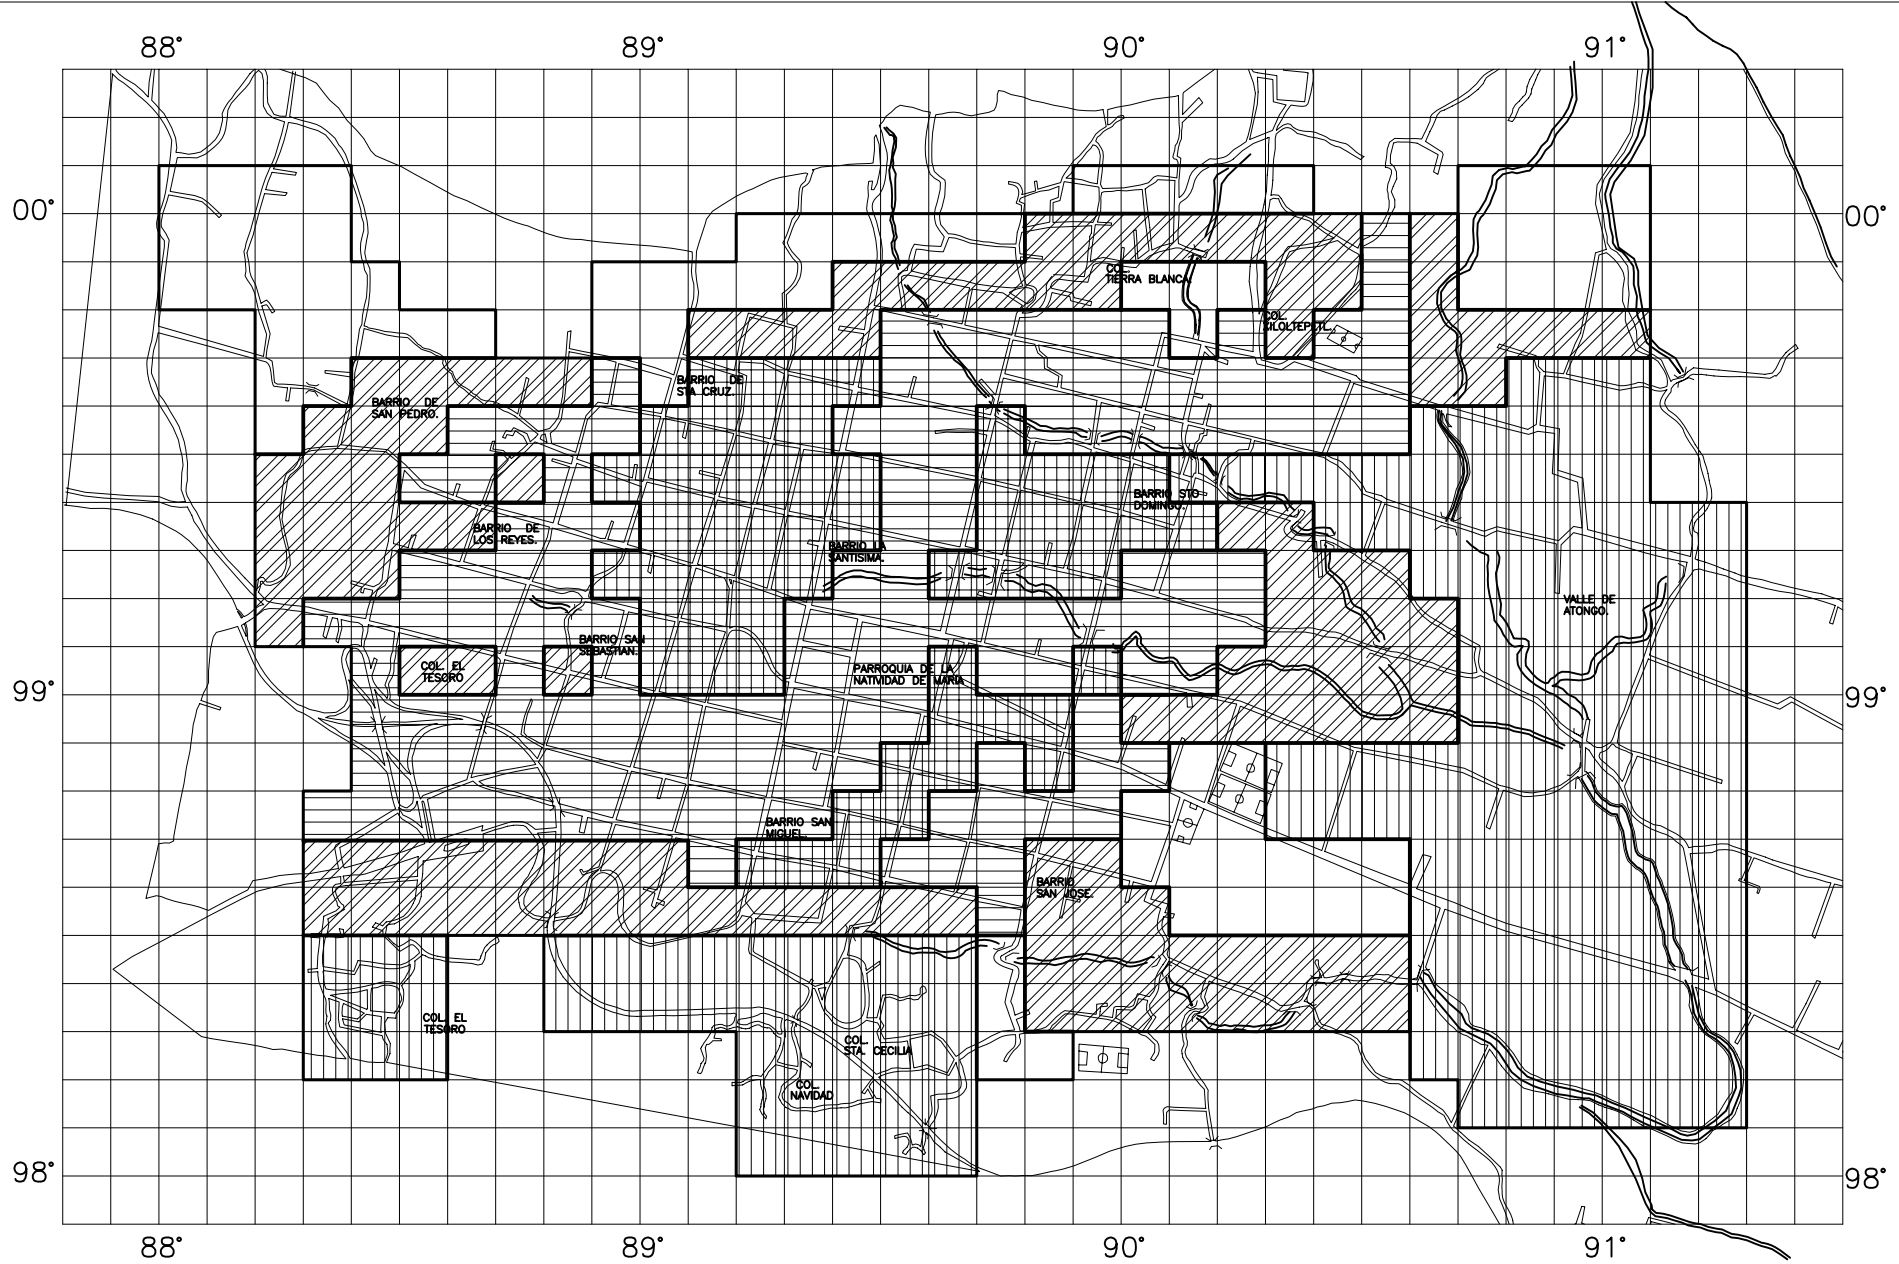 88°
89°
90°
91°
00°
00°
COL.
TIERRA BLANCA.
COL.
XILOLTEPETL.
BARRIO DE
STA CRUZ.
BARRIO DE
SAN PEDRO.
BARRIO STO
DOMINGO.
BARRIO DE
LOS REYES.
BARRIO LA
SANTISIMA.
VALLE DE
ATONGO.
BARRIO SAN
SEBASTIAN.
COL. EL
TESORO
PARROQUIA DE LA
NATIVIDAD DE MARIA
99°
99°
BARRIO SAN
MIGUEL.
BARRIO
SAN JOSE.
COL. EL
TESORO
COL.
STA. CECILIA
COL.
NAVIDAD
98°
98°
88°
89°
90°
91°